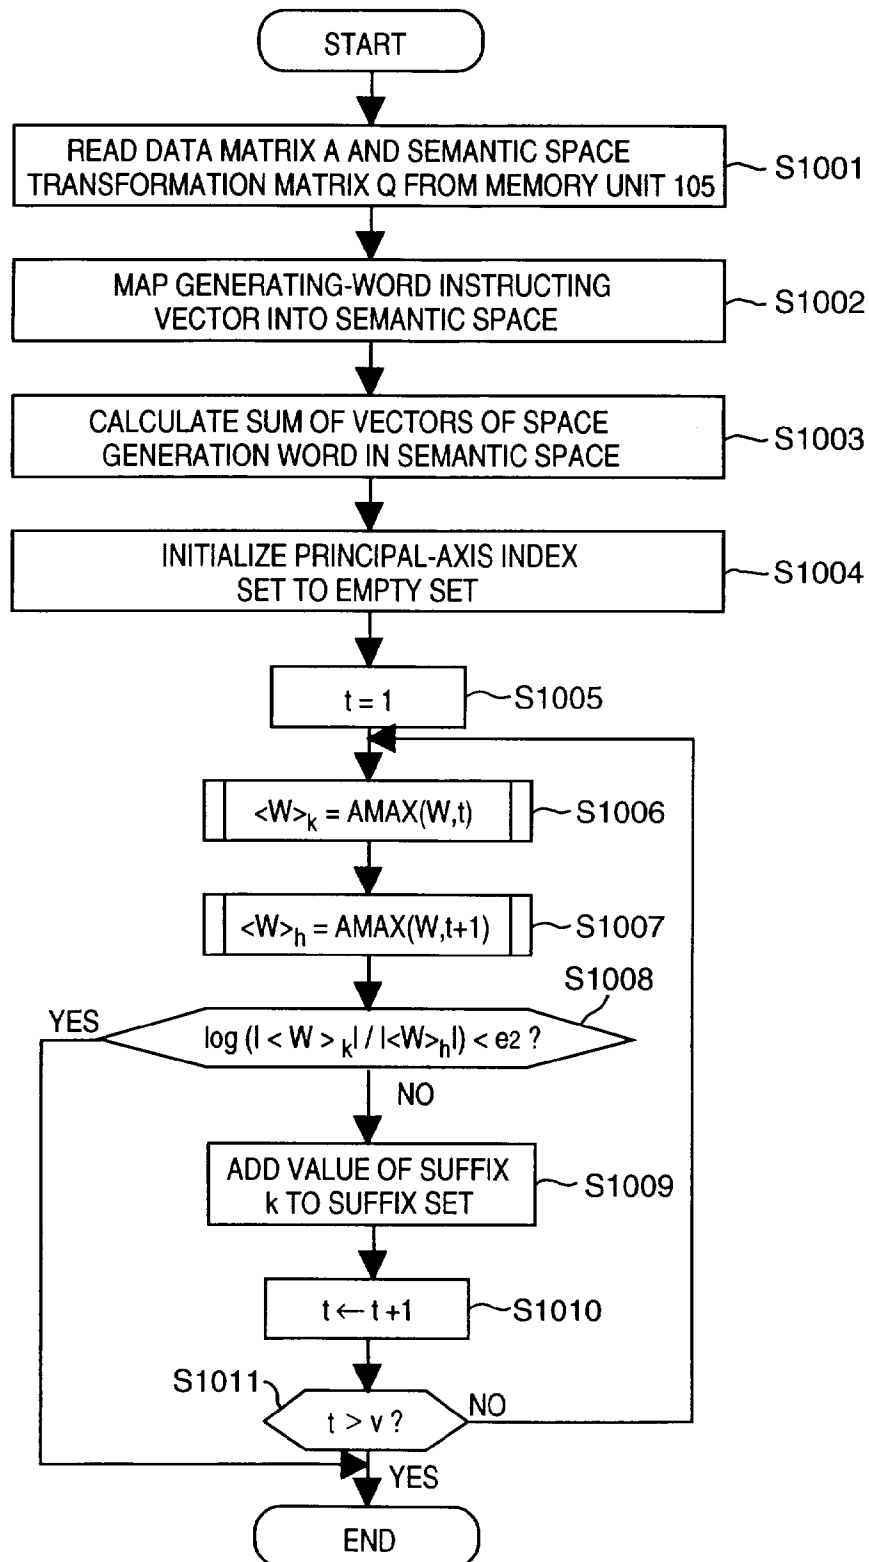 START
READ DATA MATRIX A AND SEMANTIC SPACE
TRANSFORMATION MATRIX Q FROM MEMORY UNIT 105
S1001
MAP GENERATING-WORD INSTRUCTING
VECTOR INTO SEMANTIC SPACE
S1002
CALCULATE SUM OF VECTORS OF SPACE
GENERATION WORD IN SEMANTIC SPACE
S1003
INITIALIZE PRINCIPAL-AXIS INDEX
SET TO EMPTY SET
S1004
t = 1
S1005
<W>k = AMAX(W,t)
S1006
<W>h = AMAX(W,t+1)
S1007
S1008
YES
log (| < W > k| / |<W>h|) < e2 ?
NO
ADD VALUE OF SUFFIX
k TO SUFFIX SET
S1009
t ← t +1
S1010
S1011
t > v ?
NO
YES
END